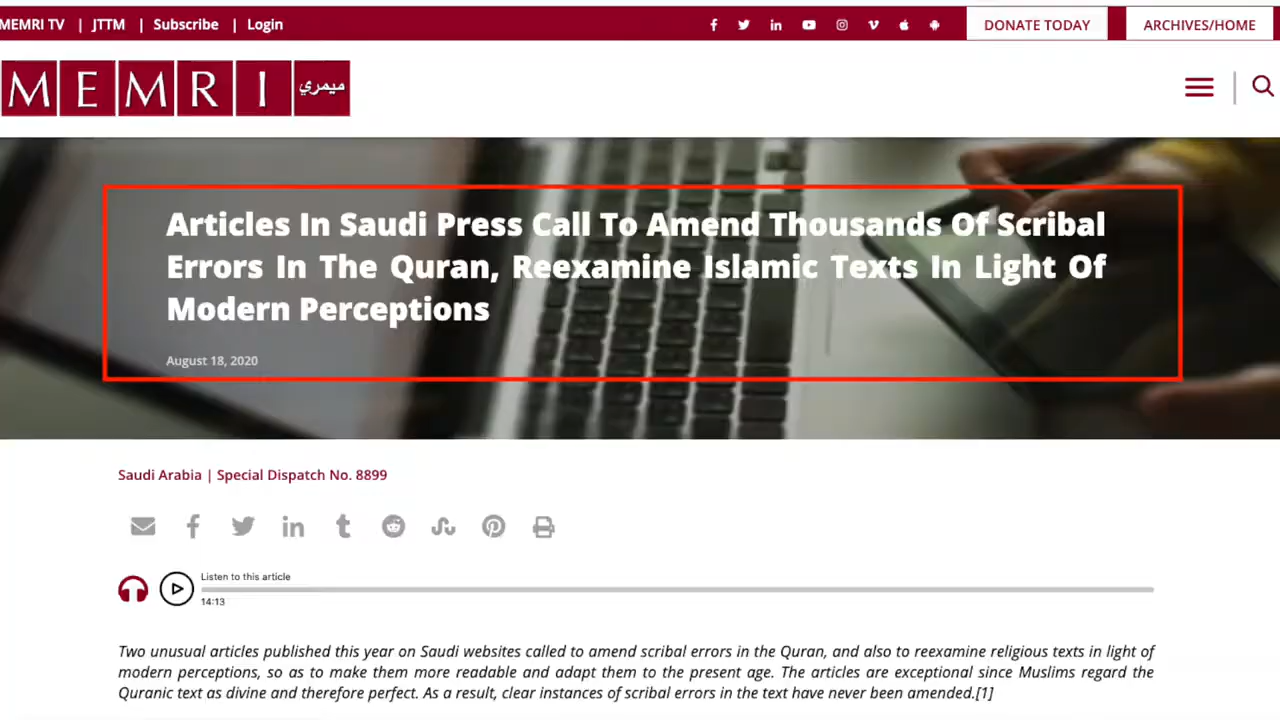 MEMRI TV | JTTM | Subscribe | Login
DONATE TODAY
ARCHIVES/HOME
MEMRI ميمري
Articles In Saudi Press Call To Amend Thousands Of Scribal
Errors In The Quran, Reexamine Islamic Texts In Light Of
Modern Perceptions
August 18, 2020
Saudi Arabia | Special Dispatch No. 8899
Listen to this article
14:13
Two unusual articles published this year on Saudi websites called to amend scribal errors in the Quran, and also to reexamine religious texts in light of
modern perceptions, so as to make them more readable and adapt them to the present age. The articles are exceptional since Muslims regard the
Quranic text as divine and therefore perfect. As a result, clear instances of scribal errors in the text have never been amended.[1]